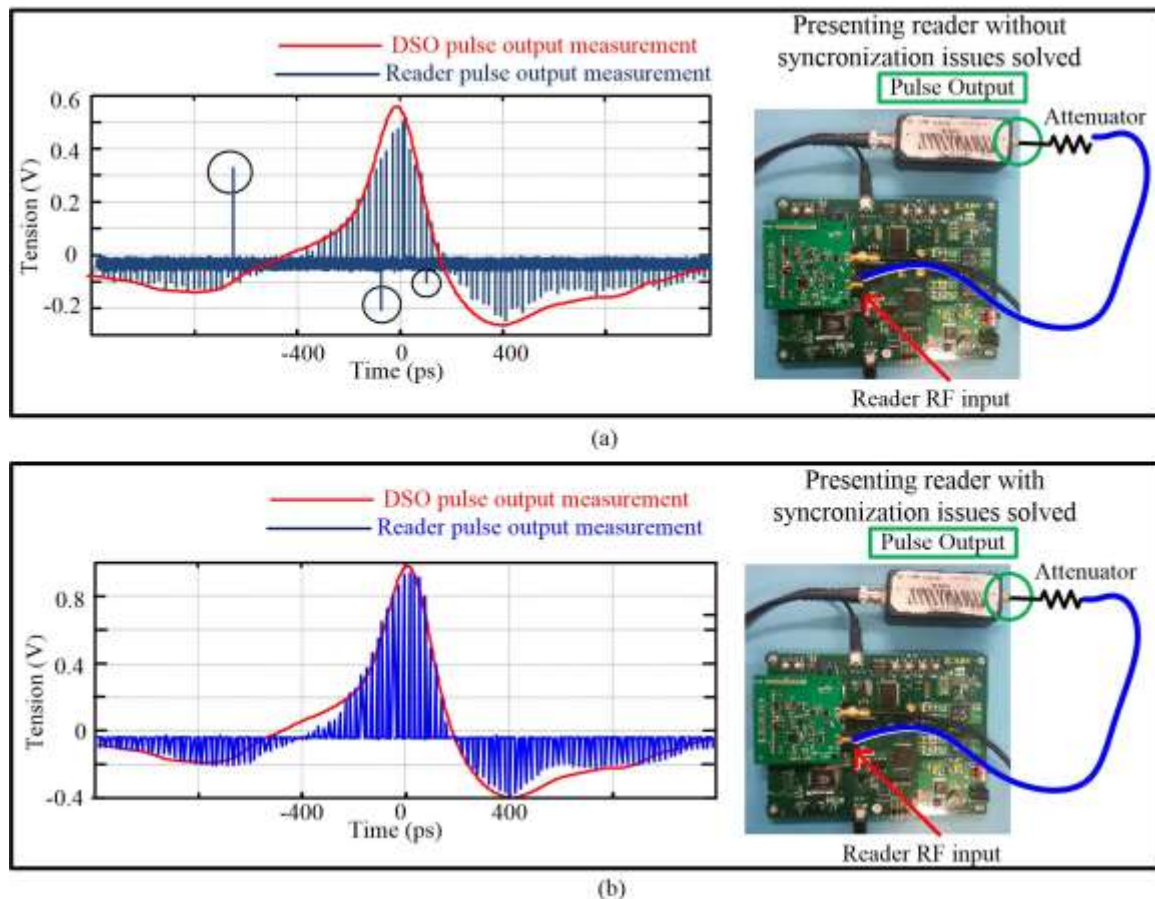 DSO pulse output measurement
Reader pulse output measurement
Presenting reader without
syncronization issues solved
Pulse Output
Attenuator
0.6
0.4
0.2
0
-0.2
Tension (V)
-400
0
400
Time (ps)
Reader RF input
(a)
DSO pulse output measurement
Reader pulse output measurement
Presenting reader with
syncronization issues solved
Pulse Output
Attenuator
0.8
0.4
0
-0.4
Tension (V)
-400
0
400
Time (ps)
Reader RF input
(b)